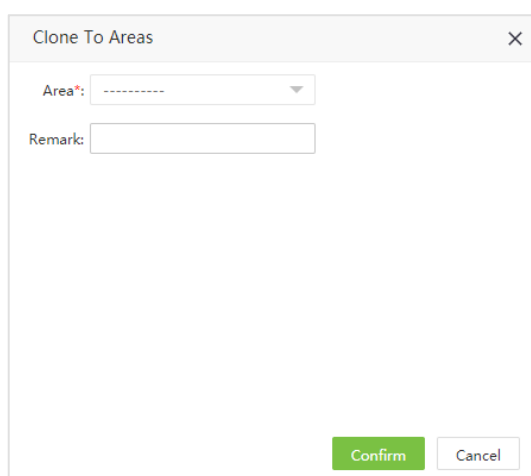 Clone To Areas
Area*: ----------
Remark:
Confirm Cancel